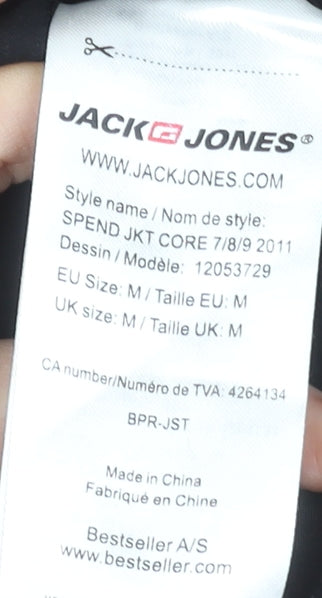 JACK & JONES®
WWW.JACKJONES.COM
Style name / Nom de style:
SPEND JKT CORE 7/8/9 2011
Dessin / Modèle: 12053729
EU Size: M / Taille EU: M
UK size: M / Taille UK: M
CA number/Numéro de TVA: 4264134
BPR-JST
Made in China
Fabriqué en Chine
Bestseller A/S
www.bestseller.com